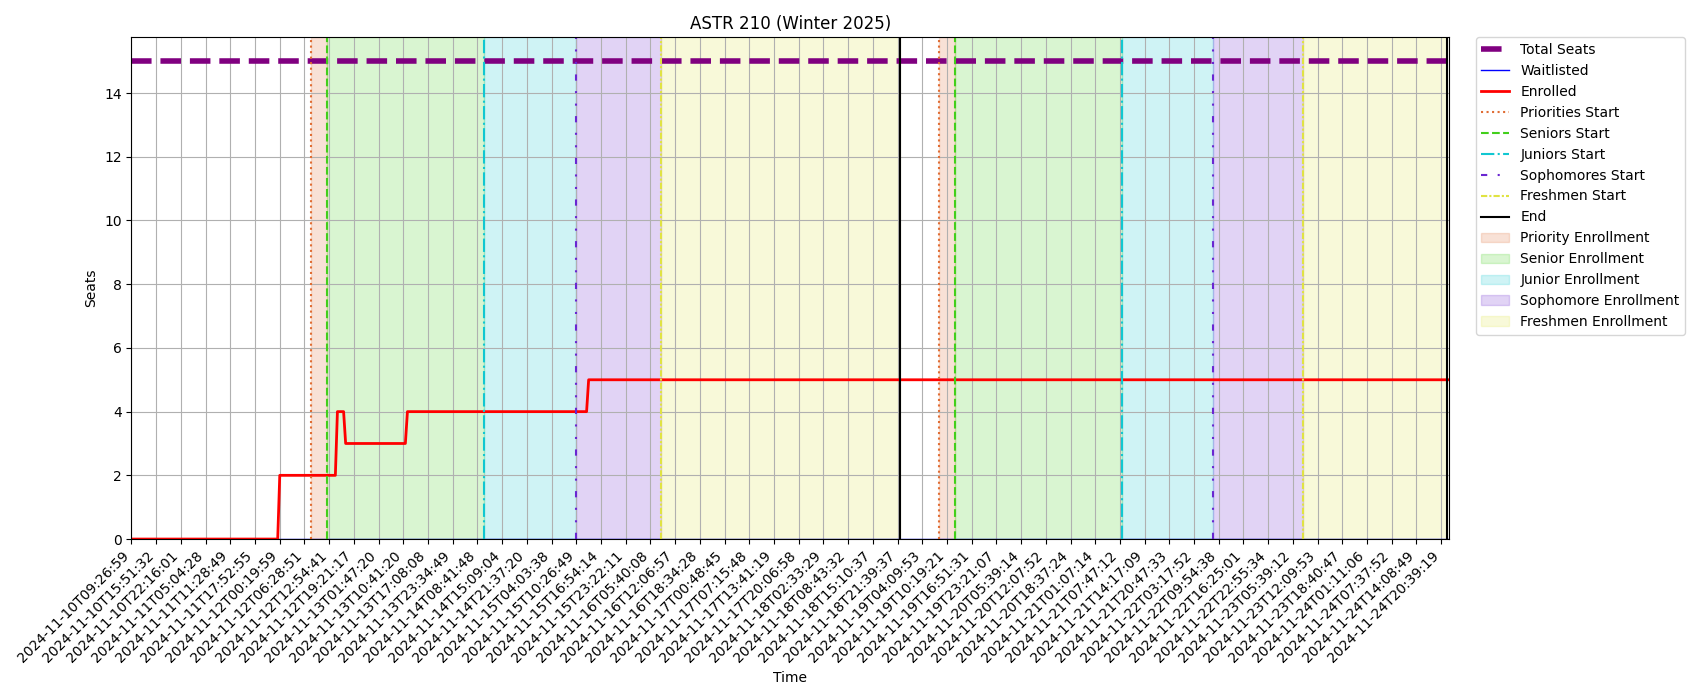 ASTR 210 (Winter 2025)
Total Seats
Waitlisted
Enrolled
Priorities Start
Seniors Start
Juniors Start
Sophomores Start
Freshmen Start
End
Priority Enrollment
Senior Enrollment
Junior Enrollment
Sophomore Enrollment
Freshmen Enrollment
Seats
14
12
10
8
6
4
2
0
2024-11-10T09:26:59
2024-11-10T15:51:32
2024-11-10T22:16:01
2024-11-11T05:04:28
2024-11-11T11:28:49
2024-11-11T17:52:55
2024-11-12T00:19:59
2024-11-12T06:28:51
2024-11-12T12:54:41
2024-11-12T19:21:17
2024-11-13T01:47:20
2024-11-13T10:41:20
2024-11-13T17:08:08
2024-11-13T23:34:49
2024-11-14T08:41:48
2024-11-14T15:09:04
2024-11-14T21:37:20
2024-11-15T04:03:38
2024-11-15T10:26:49
2024-11-15T16:54:14
2024-11-15T23:22:11
2024-11-16T05:40:08
2024-11-16T12:06:57
2024-11-16T18:34:28
2024-11-17T00:48:45
2024-11-17T07:15:48
2024-11-17T13:41:19
2024-11-17T20:06:58
2024-11-18T02:33:29
2024-11-18T08:43:32
2024-11-18T15:10:37
2024-11-18T21:39:37
2024-11-19T04:09:53
2024-11-19T10:19:21
2024-11-19T16:51:31
2024-11-19T23:21:07
2024-11-20T05:39:14
2024-11-20T12:07:52
2024-11-20T18:37:24
2024-11-21T01:07:14
2024-11-21T07:47:12
2024-11-21T14:17:09
2024-11-21T20:47:33
2024-11-22T03:17:52
2024-11-22T09:54:38
2024-11-22T16:25:01
2024-11-22T22:55:34
2024-11-23T05:39:12
2024-11-23T12:09:53
2024-11-23T18:40:47
2024-11-24T01:11:06
2024-11-24T07:37:52
2024-11-24T14:08:49
2024-11-24T20:39:19
Time